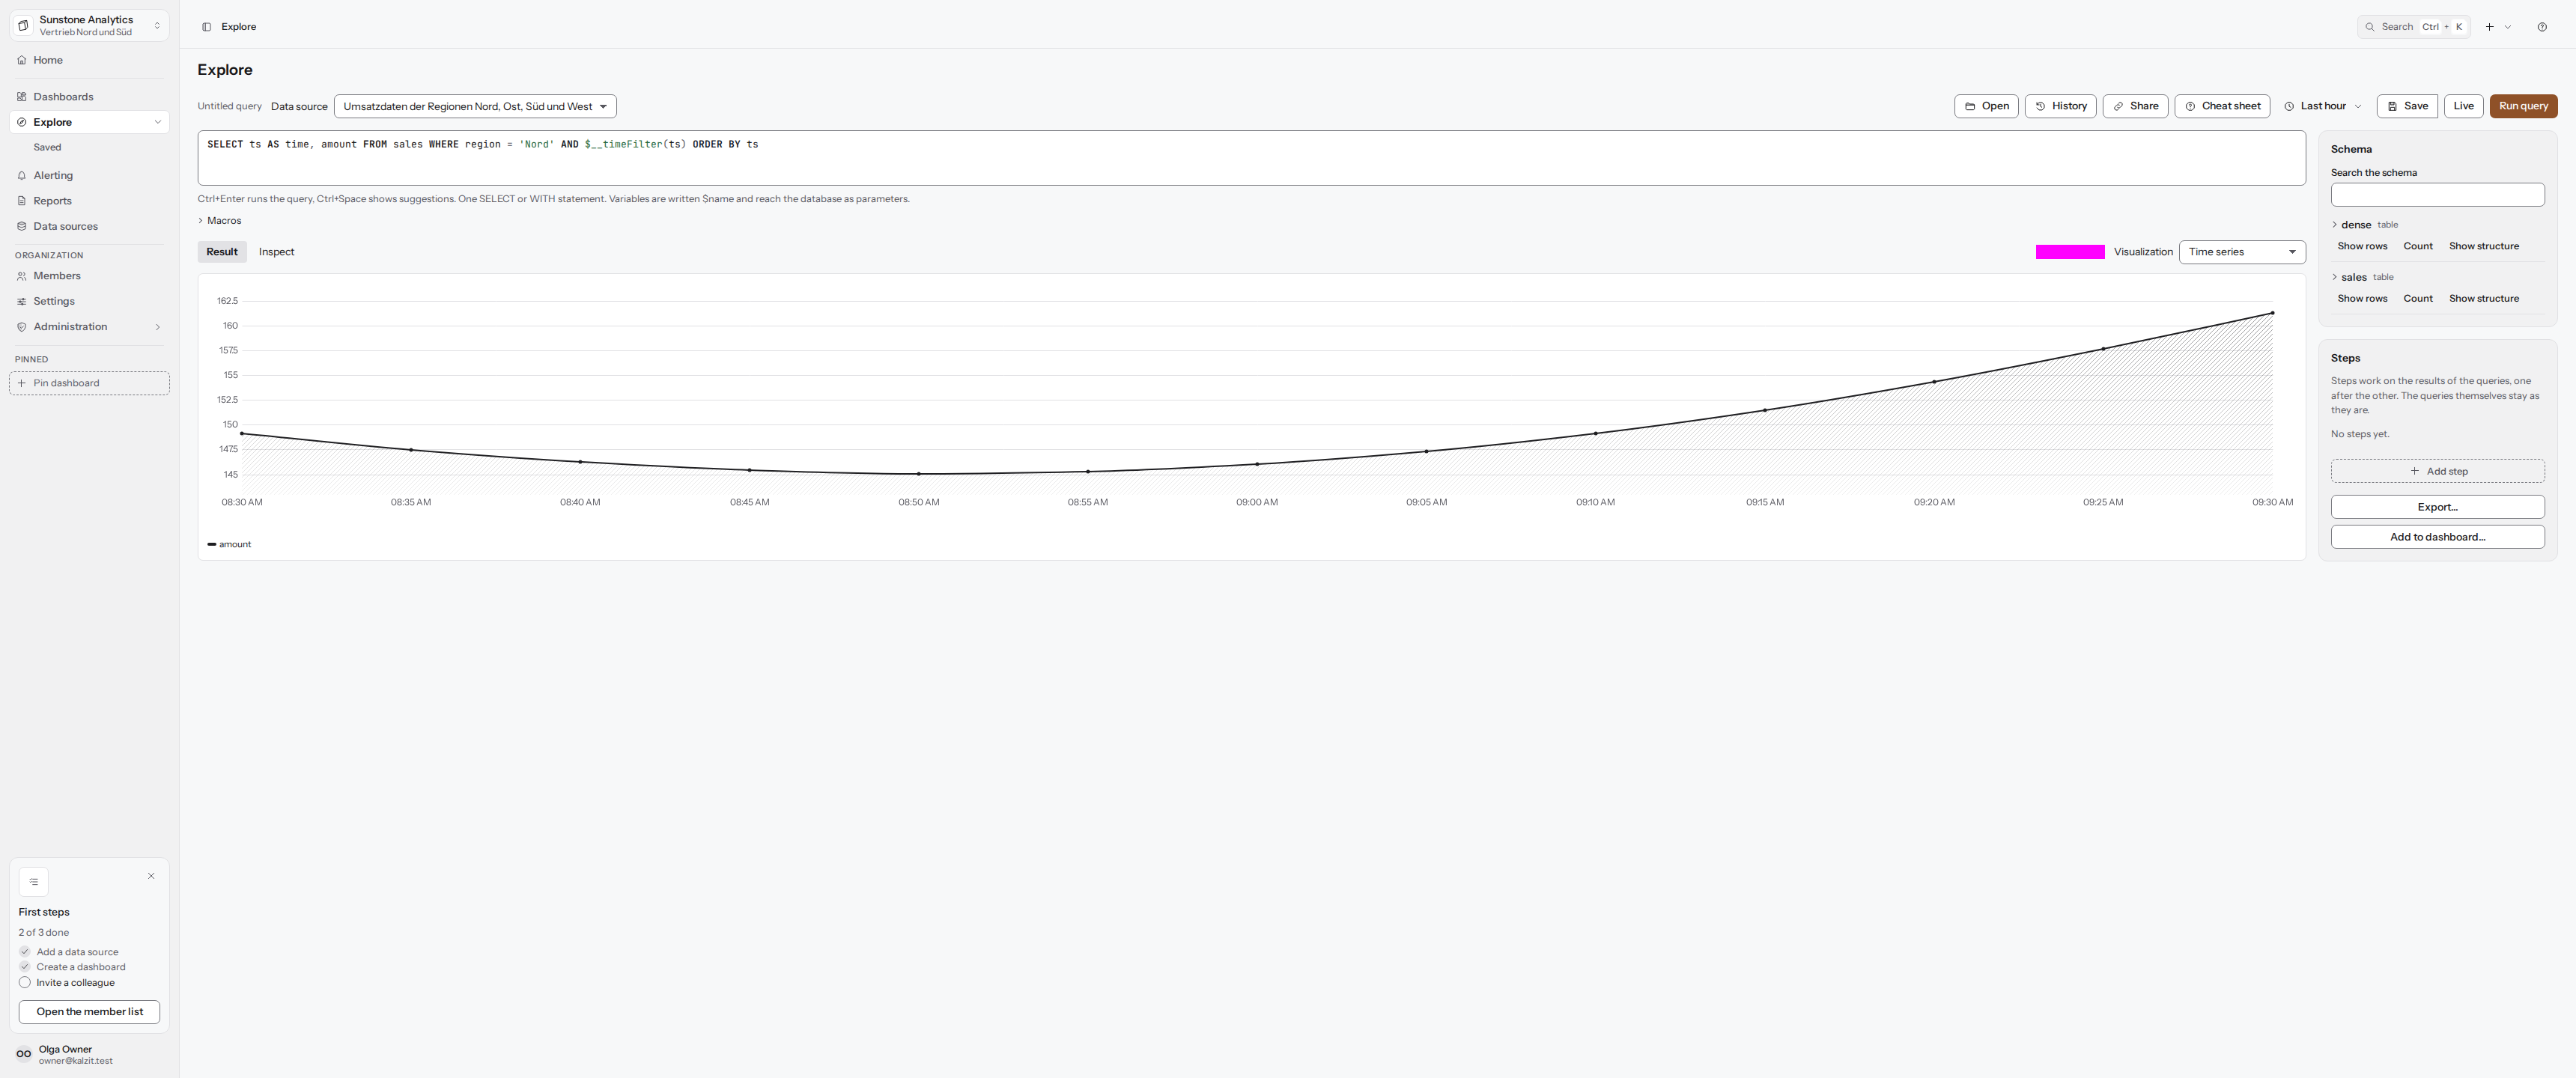 Sunstone Analytics
Vertrieb Nord und Süd
Home
Dashboards
Explore
Saved
Alerting
Reports
Data sources
ORGANIZATION
Members
Settings
Administration
PINNED
Pin dashboard
First steps
2 of 3 done
Add a data source
Create a dashboard
Invite a colleague
Open the member list
OO
Olga Owner
owner@kalzit.test
Explore
Search Ctrl + K
Explore
Untitled query Data source Umsatzdaten der Regionen Nord, Ost, Süd und West
Open History Share Cheat sheet Last hour Save Live Run query
SELECT ts AS time, amount FROM sales WHERE region = 'Nord' AND $__timeFilter(ts) ORDER BY ts
Ctrl+Enter runs the query, Ctrl+Space shows suggestions. One SELECT or WITH statement. Variables are written $name and reach the database as parameters.
Macros
Result Inspect
Visualization Time series
162.5
160
157.5
155
152.5
150
147.5
145
08:30 AM 08:35 AM 08:40 AM 08:45 AM 08:50 AM 08:55 AM 09:00 AM 09:05 AM 09:10 AM 09:15 AM 09:20 AM 09:25 AM 09:30 AM
amount
Schema
Search the schema
dense table
Show rows Count Show structure
sales table
Show rows Count Show structure
Steps
Steps work on the results of the queries, one
after the other. The queries themselves stay as
they are.
No steps yet.
Add step
Export...
Add to dashboard...